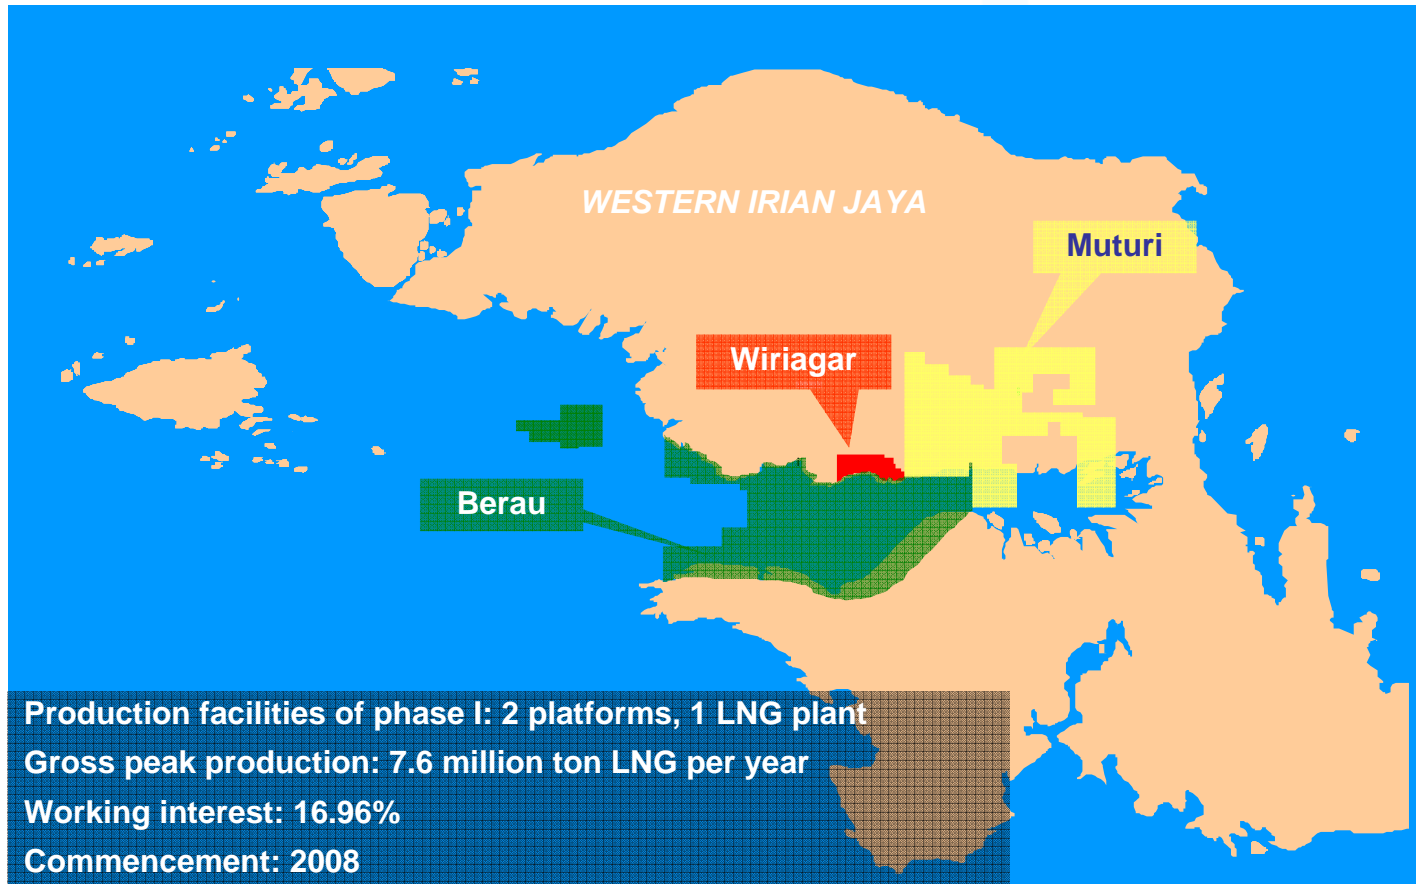 WESTERN IRIAN JAYA
Muturi
Wiriagar
Berau
Production facilities of phase I: 2 platforms, 1 LNG plant
Gross peak production: 7.6 million ton LNG per year
Working interest: 16.96%
Commencement: 2008